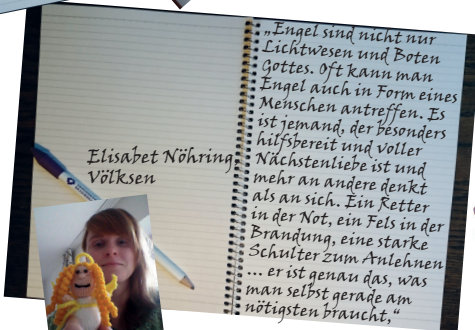 Elisabet Nöhring,
Völksen
„Engel sind nicht nur
Lichtwesen und Boten
Gottes. Oft kann man
Engel auch in Form eines
Menschen antreffen. Es
ist jemand, der besonders
hilfsbereit und voller
Nächstenliebe ist und
mehr an andere denkt
als an sich. Ein Retter
in der Not, ein Fels in der
Brandung, eine starke
Schulter zum Anlehnen
... er ist genau das, was
man selbst gerade am
nötigsten braucht,“